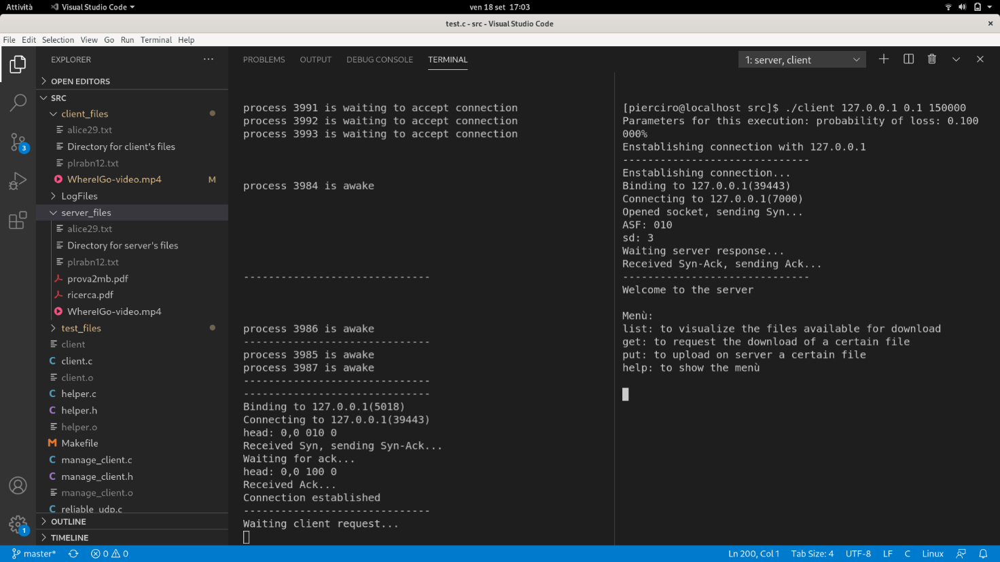 Attività
Visual Studio Code
ven 18 set 17:03
test.c - src - Visual Studio Code
File Edit Selection View Go Run Terminal Help
EXPLORER
OPEN EDITORS
SRC
client_files
alice29.txt
Directory for client's files
plrabn12.txt
WhereIGo-video.mp4 M
LogFiles
server_files
alice29.txt
Directory for server's files
plrabn12.txt
prova2mb.pdf
ricerca.pdf
WhereIGo-video.mp4
test_files
client
C client.c
client.o
C helper.c
C helper.h
helper.o
M Makefile
C manage_client.c
C manage_client.h
manage_client.o
C reliable_udp.c
OUTLINE
TIMELINE
3
1
PROBLEMS OUTPUT DEBUG CONSOLE TERMINAL
1: server, client
process 3991 is waiting to accept connection
process 3992 is waiting to accept connection
process 3993 is waiting to accept connection
process 3984 is awake
------------------------------
process 3986 is awake
------------------------------
process 3985 is awake
process 3987 is awake
------------------------------
------------------------------
Binding to 127.0.0.1(5018)
Connecting to 127.0.0.1(39443)
head: 0,0 010 0
Received Syn, sending Syn-Ack...
Waiting for ack...
head: 0,0 100 0
Received Ack...
Connection established
------------------------------
Waiting client request...
[pierciro@localhost src]$ ./client 127.0.0.1 0.1 150000
Parameters for this execution: probability of loss: 0.100
000%
Enstablishing connection with 127.0.0.1
------------------------------
Enstablishing connection...
Binding to 127.0.0.1(39443)
Connecting to 127.0.0.1(7000)
Opened socket, sending Syn...
ASF: 010
sd: 3
Waiting server response...
Received Syn-Ack, sending Ack...
------------------------------
Welcome to the server
Menù:
list: to visualize the files available for download
get: to request the download of a certain file
put: to upload on server a certain file
help: to show the menù
master* 0 0
Ln 200, Col 1 Tab Size: 4 UTF-8 LF C Linux